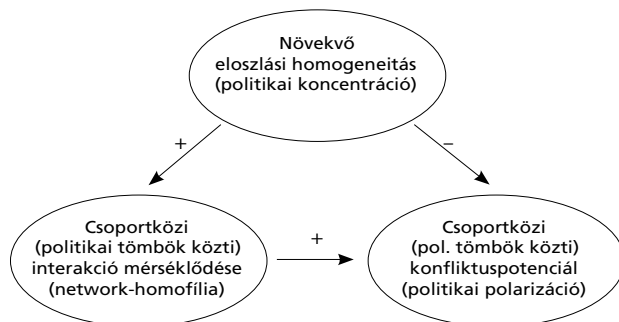 Növekvő
eloszlási homogeneitás
(politikai koncentráció)
+
–
Csoportközi
(politikai tömbök közti)
interakció mérséklődése
(network-homofília)
+
Csoportközi
(pol. tömbök közti)
konfliktuspotenciál
(politikai polarizáció)